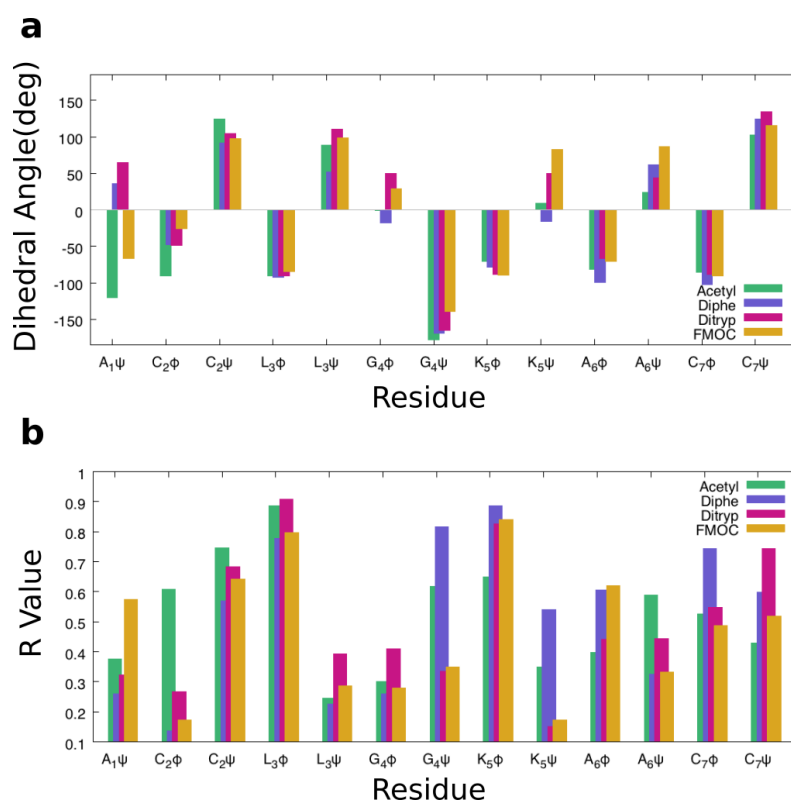 a
Dihedral Angle(deg)
150
100
50
0
-50
-100
-150
Acetyl
Diphe
Ditryp
FMOC
A₁ψ C₂ϕ C₂ψ L₃ϕ L₃ψ G₄ϕ G₄ψ K₅ϕ K₅ψ A₆ϕ A₆ψ C₇ϕ C₇ψ
Residue
b
R Value
1
0.9
0.8
0.7
0.6
0.5
0.4
0.3
0.2
0.1
Acetyl
Diphe
Ditryp
FMOC
A₁ψ C₂ϕ C₂ψ L₃ϕ L₃ψ G₄ϕ G₄ψ K₅ϕ K₅ψ A₆ϕ A₆ψ C₇ϕ C₇ψ
Residue